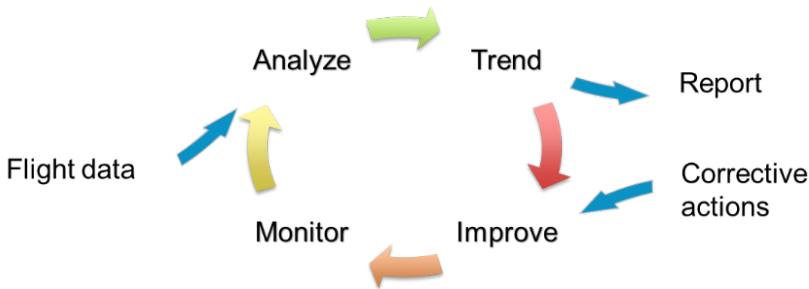 Analyze
Trend
Report
Flight data
Corrective
actions
Monitor
Improve